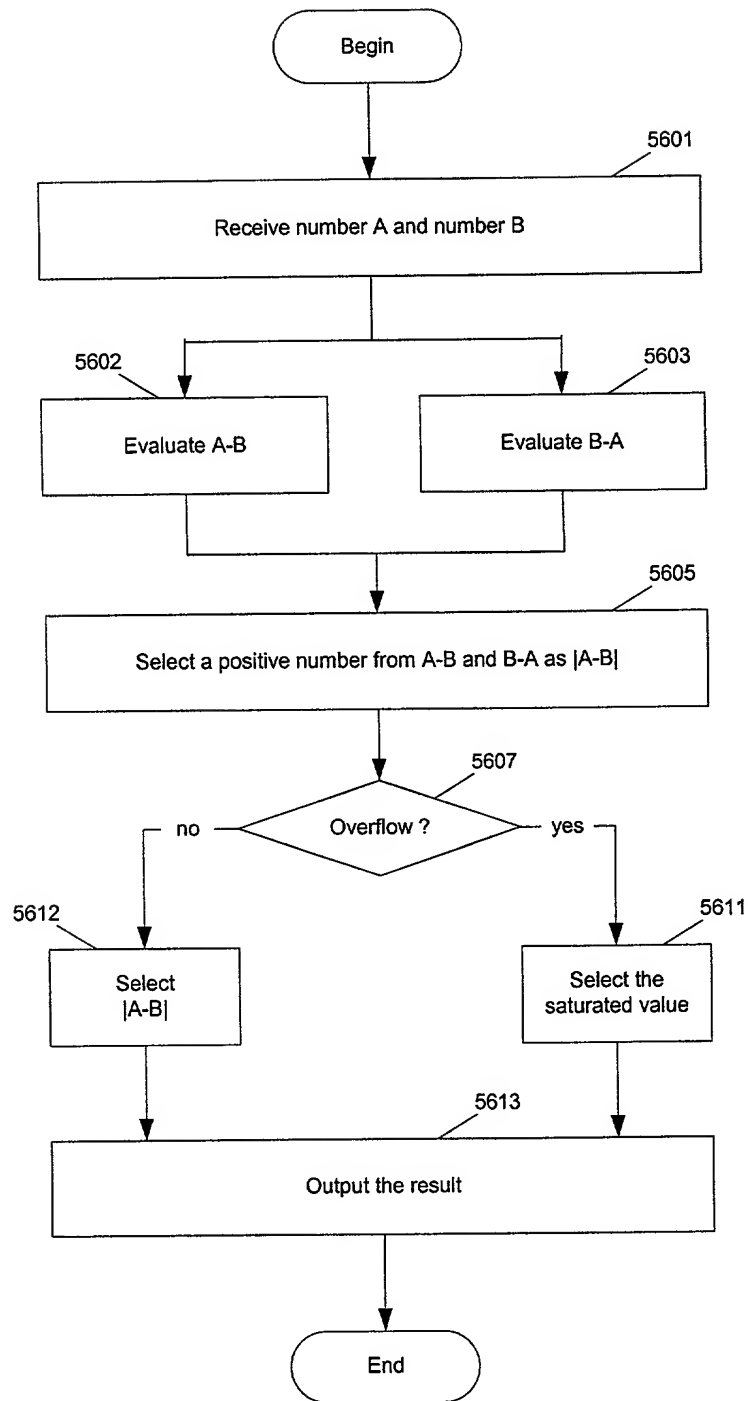 Begin
5601
Receive number A and number B
5602
5603
Evaluate A-B
Evaluate B-A
5605
Select a positive number from A-B and B-A as |A-B|
5607
Overflow ?
no
yes
5612
5611
Select
|A-B|
Select the
saturated value
5613
Output the result
End